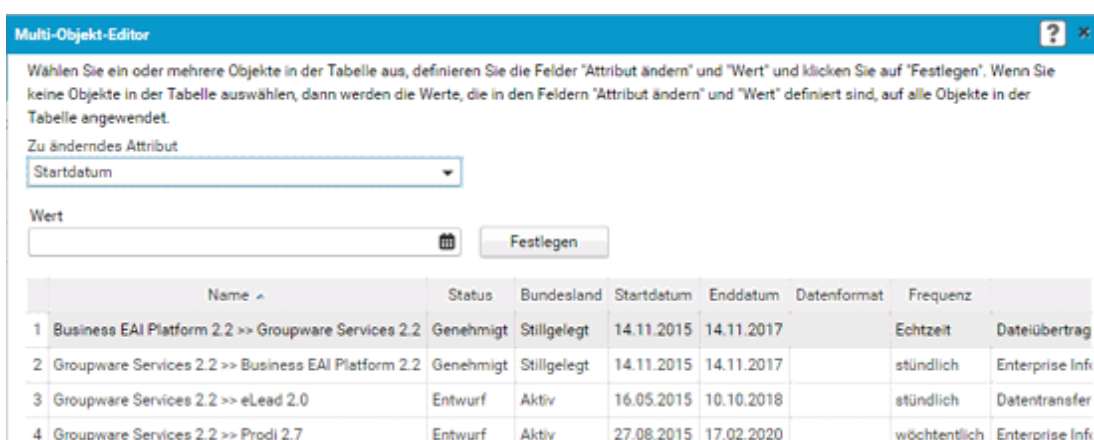 Multi-Objekt-Editor ? ×
Wählen Sie ein oder mehrere Objekte in der Tabelle aus, definieren Sie die Felder "Attribut ändern" und "Wert" und klicken Sie auf "Festlegen". Wenn Sie
keine Objekte in der Tabelle auswählen, dann werden die Werte, die in den Feldern "Attribut ändern" und "Wert" definiert sind, auf alle Objekte in der
Tabelle angewendet.
Zu änderndes Attribut
Startdatum
Wert
Festlegen
Name Status Bundesland Startdatum Enddatum Datenformat Frequenz
1 Business EAI Platform 2.2 >> Groupware Services 2.2 Genehmigt Stillgelegt 14.11.2015 14.11.2017 Echtzeit Dateiübertrag
2 Groupware Services 2.2 >> Business EAI Platform 2.2 Genehmigt Stillgelegt 14.11.2015 14.11.2017 stündlich Enterprise Inf
3 Groupware Services 2.2 >> eLead 2.0 Entwurf Aktiv 16.05.2015 10.10.2018 stündlich Datentransfer
4 Groupware Services 2.2 >> Prodi 2.7 Entwurf Aktiv 27.08.2015 17.02.2020 wöchtentlich Enterprise Inf